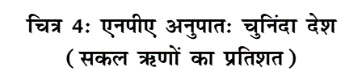 चित्र 4: एनपीए अनुपात: चुनिंदा देश
(सकल ऋणों का प्रतिशत)